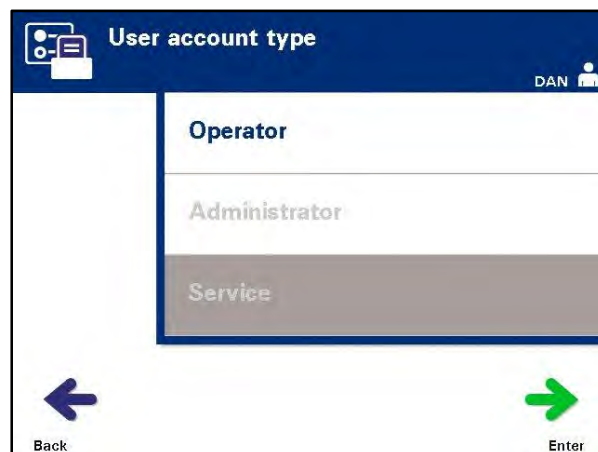 User account type
DAN
Operator
Administrator
Service
Back
Enter